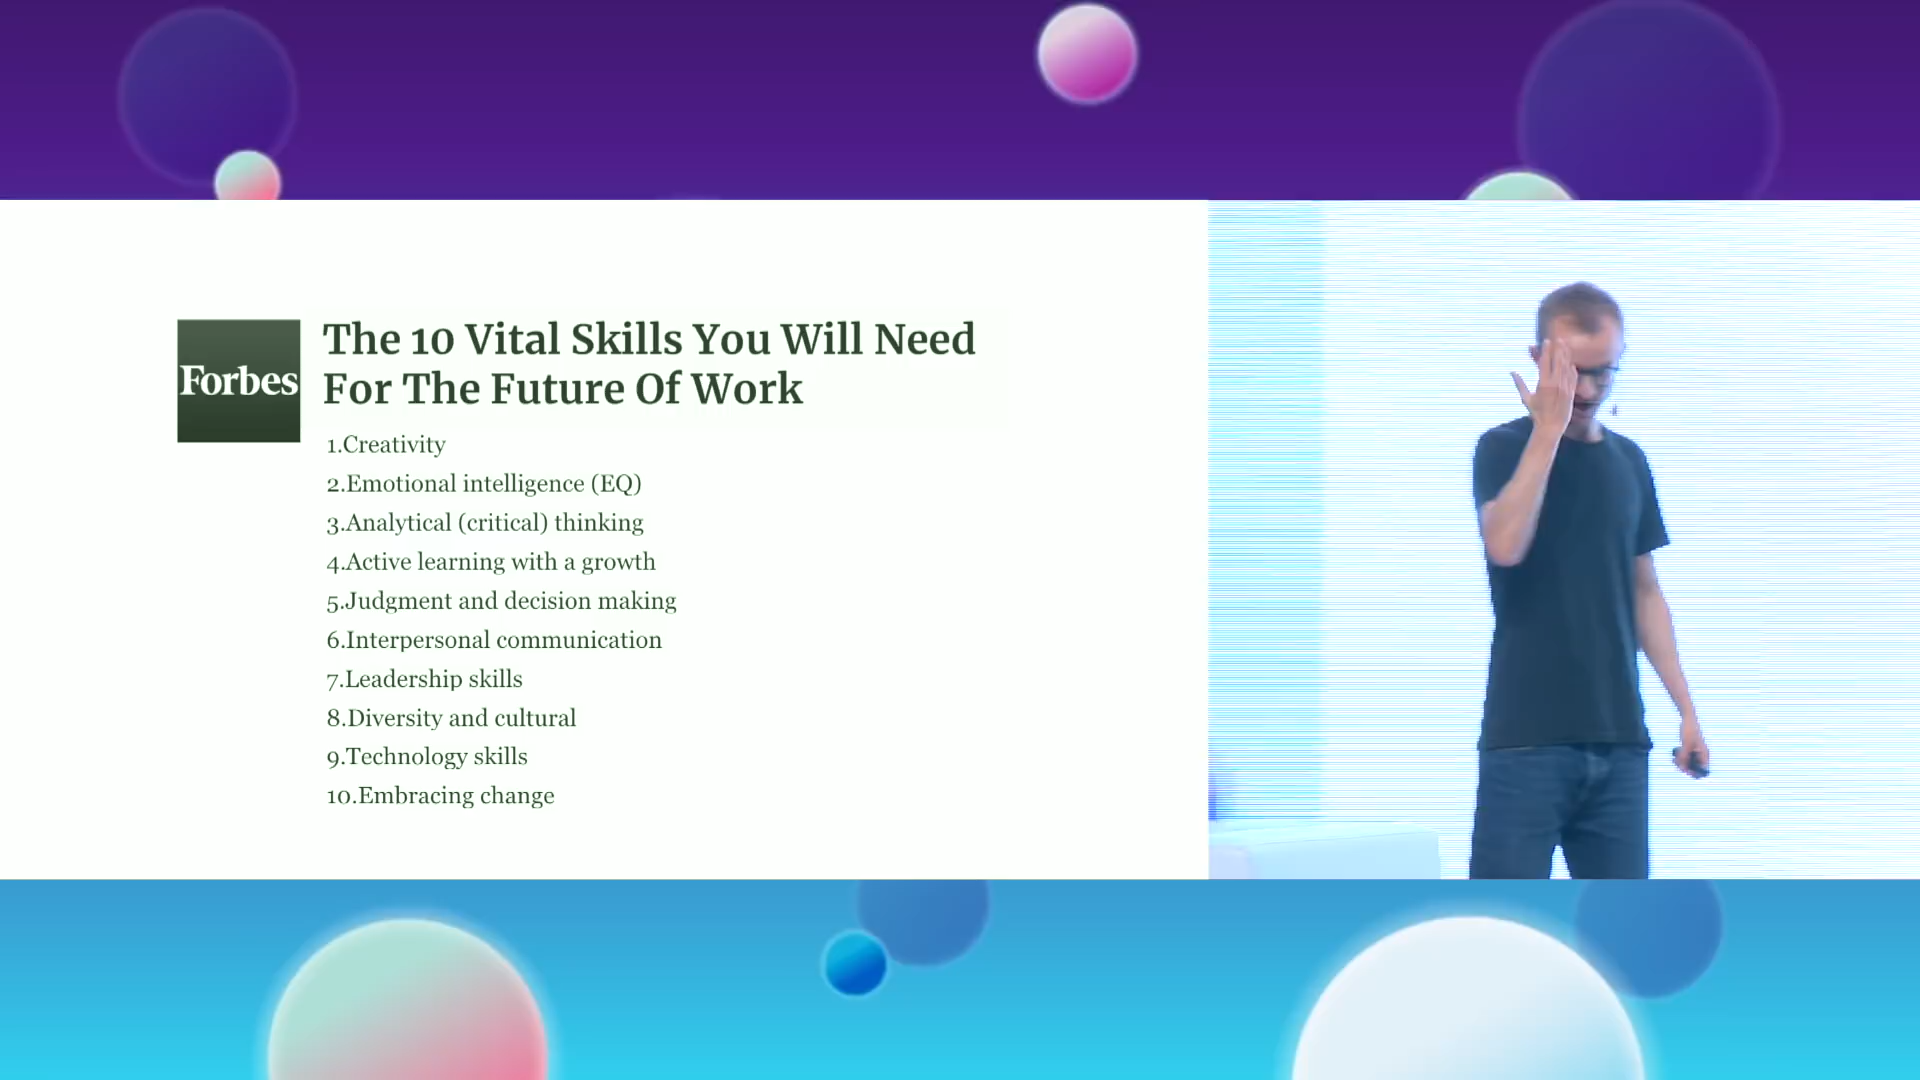 Forbes
The 10 Vital Skills You Will Need
For The Future Of Work
1.Creativity
2.Emotional intelligence (EQ)
3.Analytical (critical) thinking
4.Active learning with a growth
5.Judgment and decision making
6.Interpersonal communication
7.Leadership skills
8.Diversity and cultural
9.Technology skills
10.Embracing change